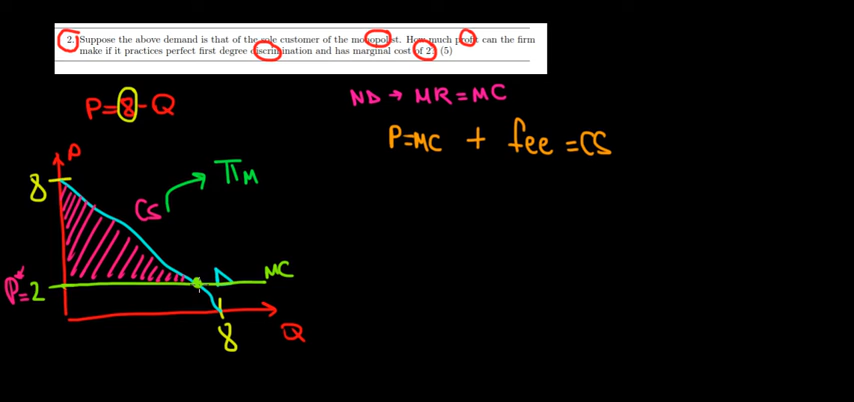 2. Suppose the above demand is that of the sole customer of the monopolist. How much profit can the firm
make if it practices perfect first degree discrimination and has marginal cost of 2? (5)
ND → MR = MC
P = 8 - Q
P = MC + fee = CS
P
πM
8
CS
MC
P* = 2
D
8
Q